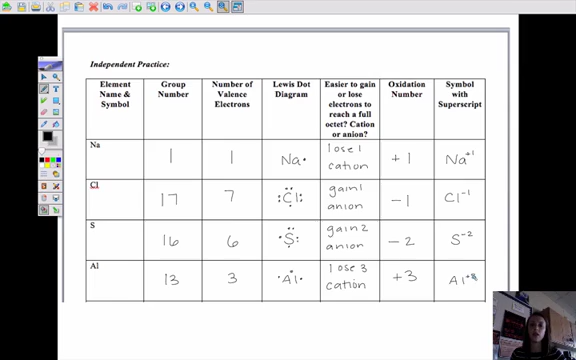 Independent Practice:
Element Name & Symbol
Group Number
Number of Valence Electrons
Lewis Dot Diagram
Easier to gain or lose electrons to reach a full octet? Cation or anion?
Oxidation Number
Symbol with Superscript
Na 1 1 Na lose 1 cation +1 Na+1
Cl 17 7 Cl gain 1 anion -1 Cl-1
S 16 6 S gain 2 anion -2 S-2
Al 13 3 Al lose 3 cation +3 Al+